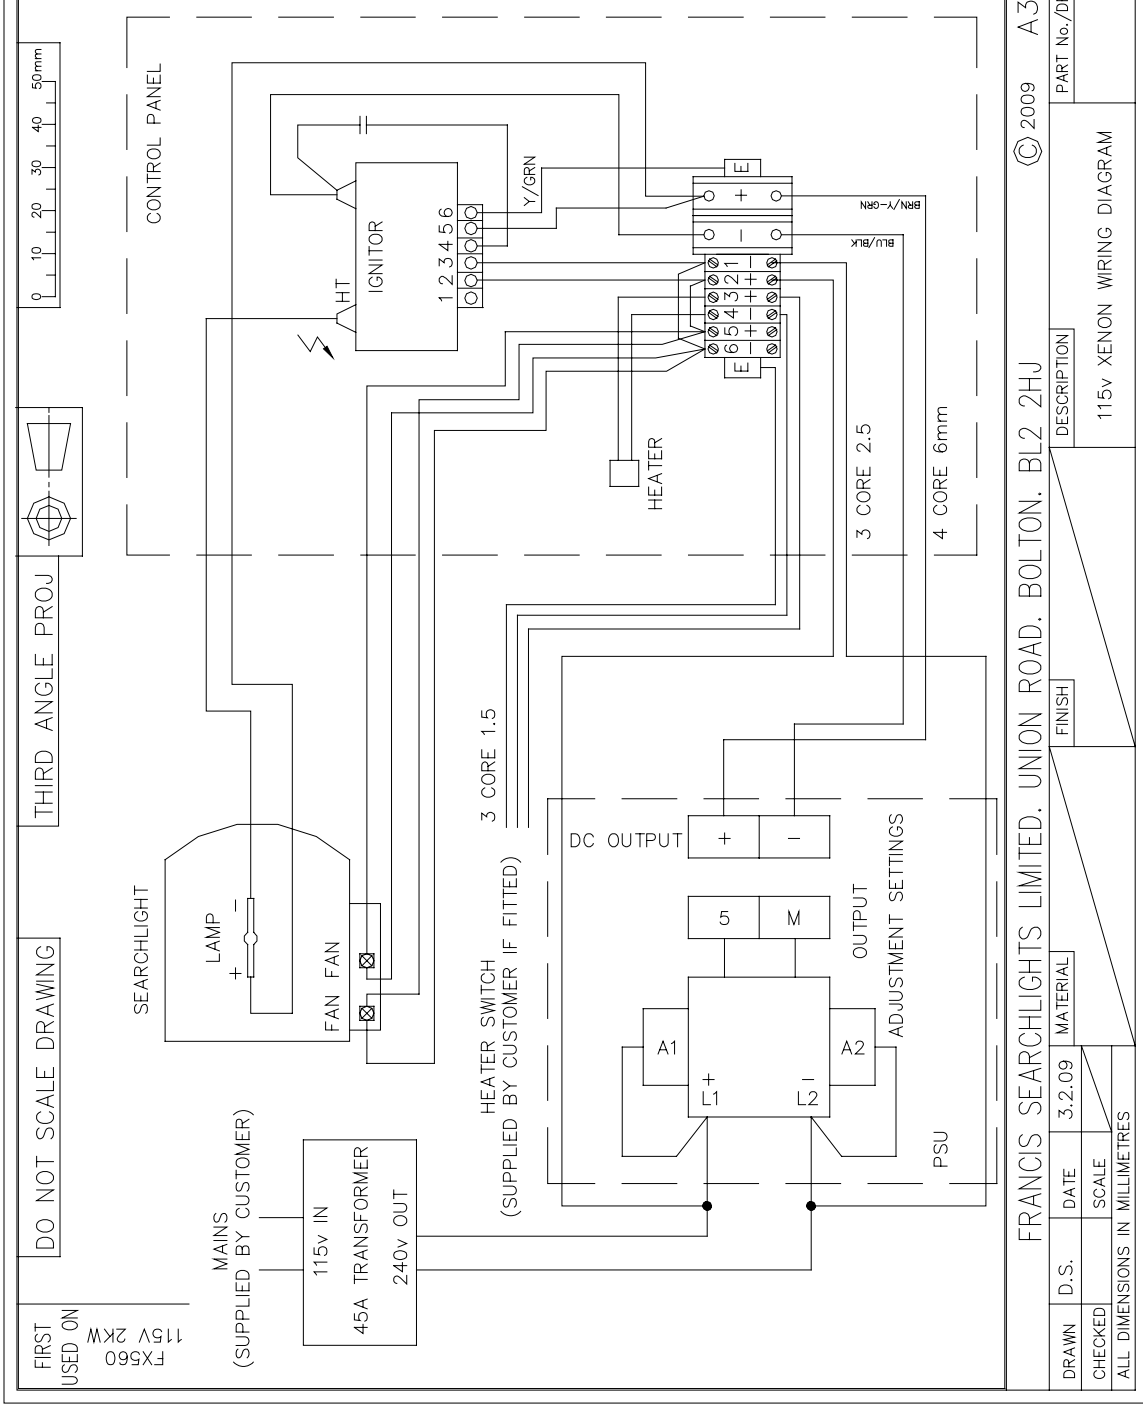 FIRST
USED ON
FX560
115V 2KW
DO NOT SCALE DRAWING
THIRD ANGLE PROJ
0 10 20 30 40 50mm
MAINS
(SUPPLIED BY CUSTOMER)
115v IN
45A TRANSFORMER
240v OUT
SEARCHLIGHT
LAMP
+ -
FAN FAN
CONTROL PANEL
HT
IGNITOR
1 2 3 4 5 6
Y/GRN
HEATER
E 6 5 4 3 2 1 - + E
- + - + - +
BLU/BLK
BRN/Y-GRN
HEATER SWITCH
(SUPPLIED BY CUSTOMER IF FITTED)
3 CORE 1.5
3 CORE 2.5
4 CORE 6mm
DC OUTPUT
+ -
5 M
OUTPUT
ADJUSTMENT SETTINGS
A1
A2
+
L1
-
L2
PSU
FRANCIS SEARCHLIGHTS LIMITED. UNION ROAD. BOLTON. BL2 2HJ
© 2009
A3
DRAWN
D.S.
DATE
3.2.09
CHECKED
SCALE
ALL DIMENSIONS IN MILLIMETRES
MATERIAL
FINISH
DESCRIPTION
115v XENON WIRING DIAGRAM
PART No./